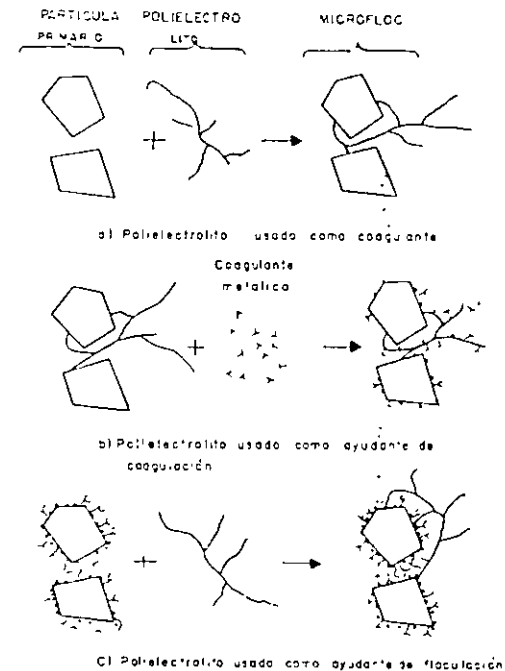 PARTICULA POLIELECTRO MICROFLOC
PRIMARIO LITO
a) Polielectrolito usado como coagulante
Coagulante
metalico
b) Polielectrolito usado como ayudante de
coagulación
C) Polielectrolito usado como ayudante de floculación